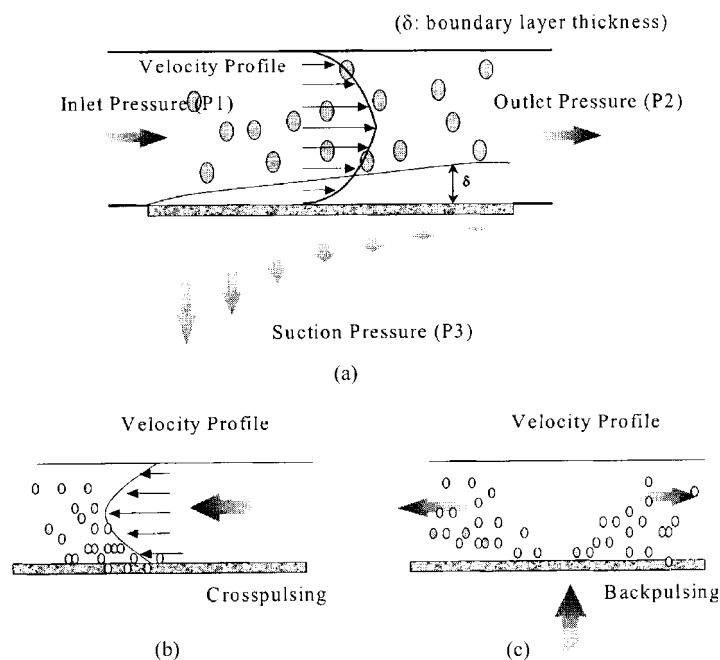 (δ: boundary layer thickness)
Velocity Profile
Inlet Pressure (P1)
Outlet Pressure (P2)
δ
Suction Pressure (P3)
(a)
Velocity Profile
Velocity Profile
Crosspulsing
Backpulsing
(b)
(c)